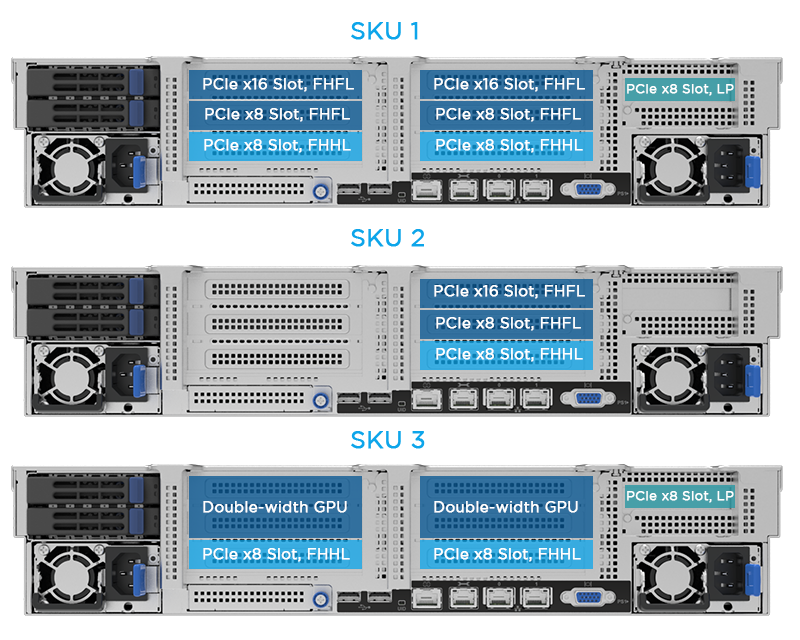 SKU 1
PCIe x16 Slot, FHFL
PCIe x16 Slot, FHFL
PCIe x8 Slot, LP
PCIe x8 Slot, FHFL
PCIe x8 Slot, FHFL
PCIe x8 Slot, FHHL
PCIe x8 Slot, FHHL
UID
SKU 2
PCIe x16 Slot, FHFL
PCIe x8 Slot, FHFL
PCIe x8 Slot, FHHL
UID
SKU 3
Double-width GPU
Double-width GPU
PCIe x8 Slot, LP
PCIe x8 Slot, FHHL
PCIe x8 Slot, FHHL
UID